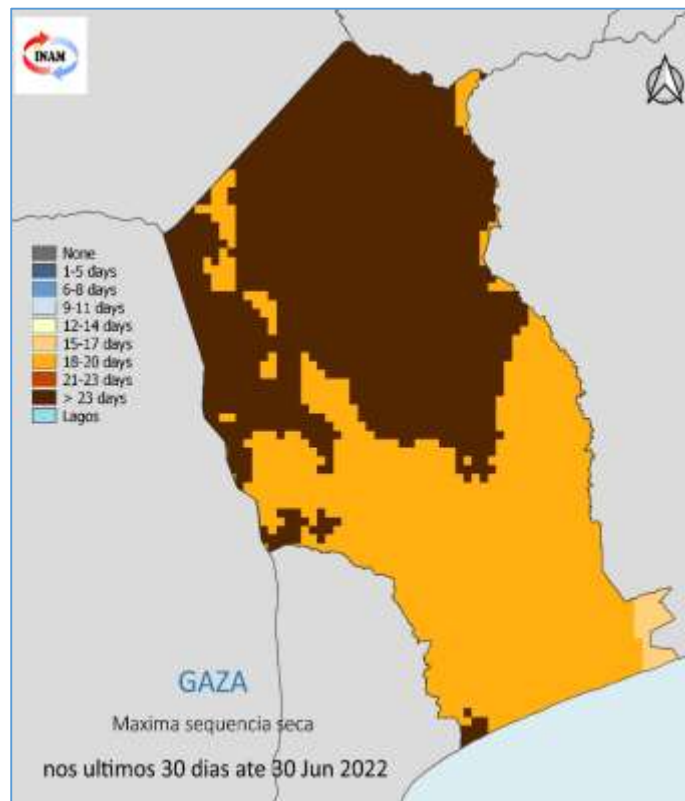 INAM
None
1-5 days
6-8 days
9-11 days
12-14 days
15-17 days
18-20 days
21-23 days
> 23 days
Lagos
GAZA
Maxima sequencia seca
nos ultimos 30 dias ate 30 Jun 2022